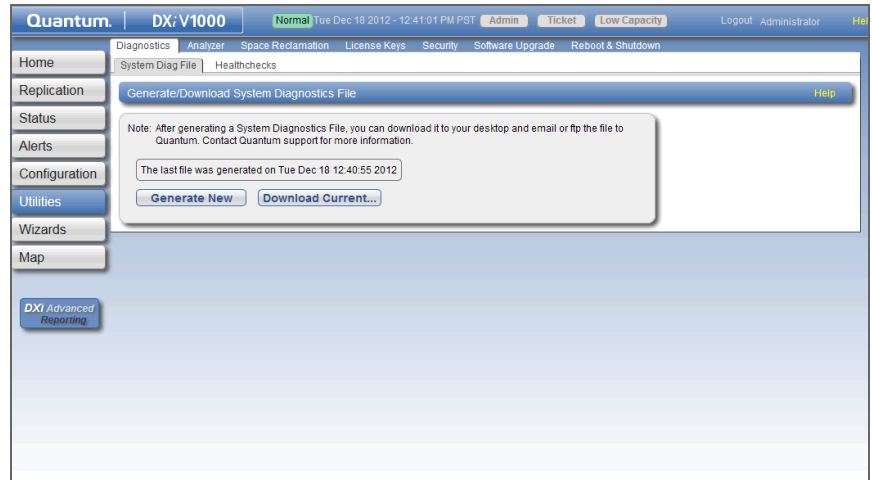 Quantum. DXi V1000 Normal Tue Dec 18 2012 - 12:41:01 PM PST Admin Ticket Low Capacity Logout Administrator Hel
Diagnostics Analyzer Space Reclamation License Keys Security Software Upgrade Reboot & Shutdown
System Diag File Healthchecks
Home
Replication
Status
Alerts
Configuration
Utilities
Wizards
Map
DXi Advanced
Reporting
Generate/Download System Diagnostics File Help
Note: After generating a System Diagnostics File, you can download it to your desktop and email or ftp the file to
Quantum. Contact Quantum support for more information.
The last file was generated on Tue Dec 18 12:40:55 2012
Generate New Download Current...